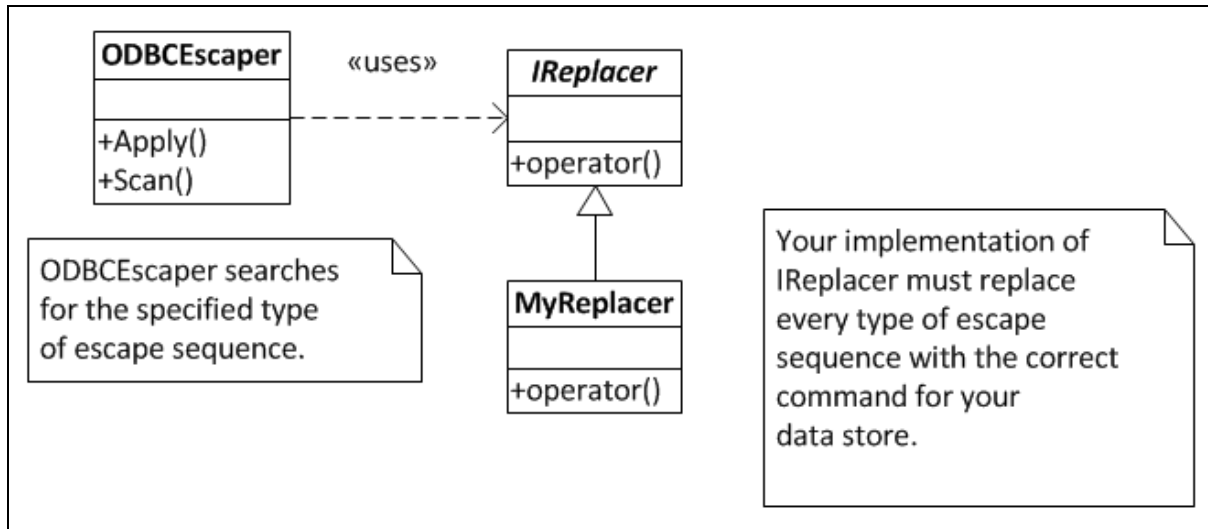 ODBCEscaper
«uses»
IReplacer
+Apply()
+Scan()
+operator()
ODBCEscaper searches
for the specified type
of escape sequence.
MyReplacer
+operator()
Your implementation of
IReplacer must replace
every type of escape
sequence with the correct
command for your
data store.